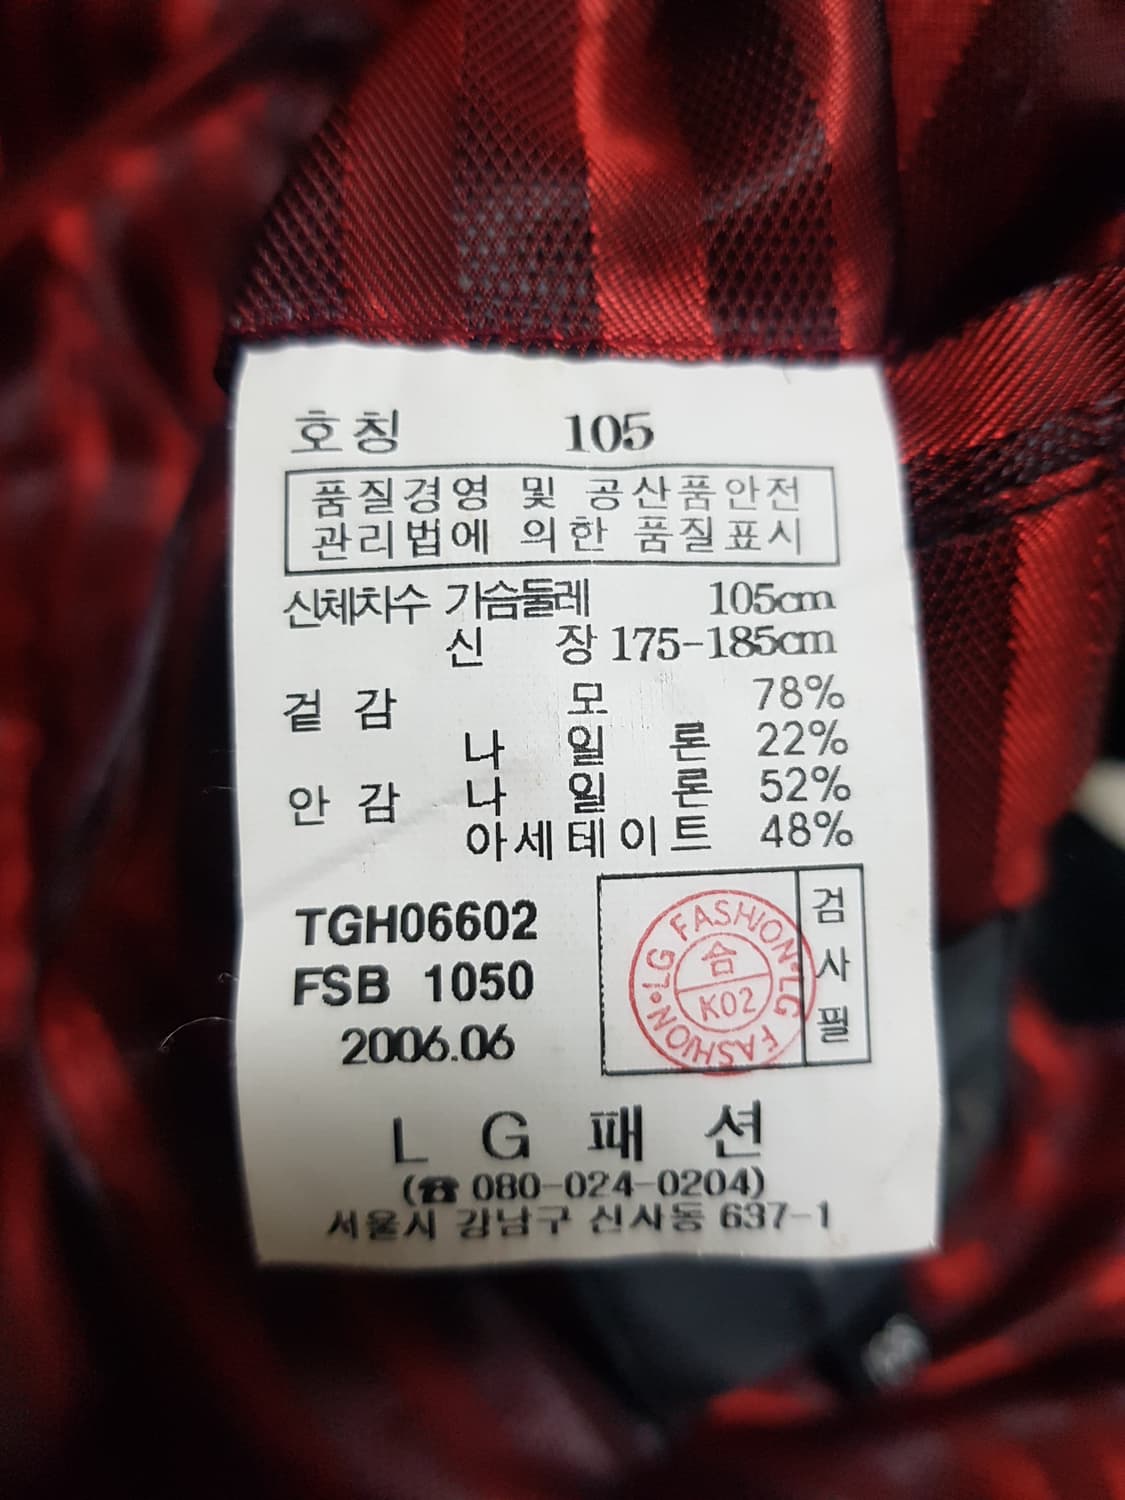 호칭 105
품질경영 및 공산품안전
관리법에 의한 품질표시
신체치수 가슴둘레 105cm
신장 175-185cm
겉감 모 78%
나일론 22%
안감 나일론 52%
아세테이트 48%
TGH06602
FSB 1050
2006.06
LG FASHION•LG FASHION•
숨
K02
검사필
LG패션
(☎ 080-024-0204)
서울시 강남구 신사동 637-1